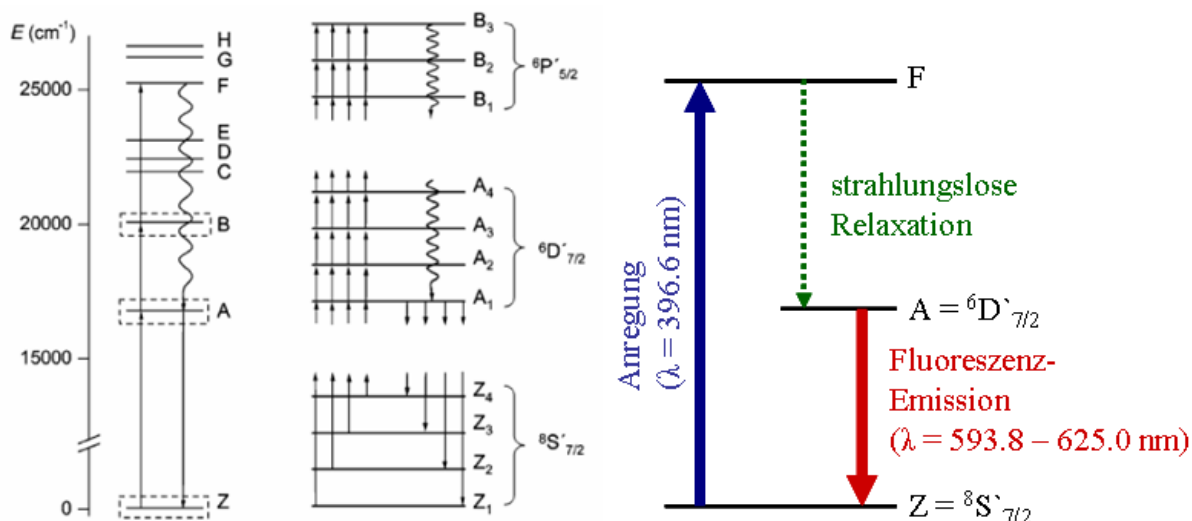 E (cm⁻¹)
25000
20000
15000
0
H
G
F
E
D
C
B
A
Z
B₃
B₂
B₁
⁶P´₅/₂
A₄
A₃
A₂
A₁
⁶D´₇/₂
Z₄
Z₃
Z₂
Z₁
⁸S´₇/₂
F
Anregung
(λ = 396.6 nm)
strahlungslose
Relaxation
A = ⁶D`₇/₂
Fluoreszenz-
Emission
(λ = 593.8 – 625.0 nm)
Z = ⁸S`₇/₂